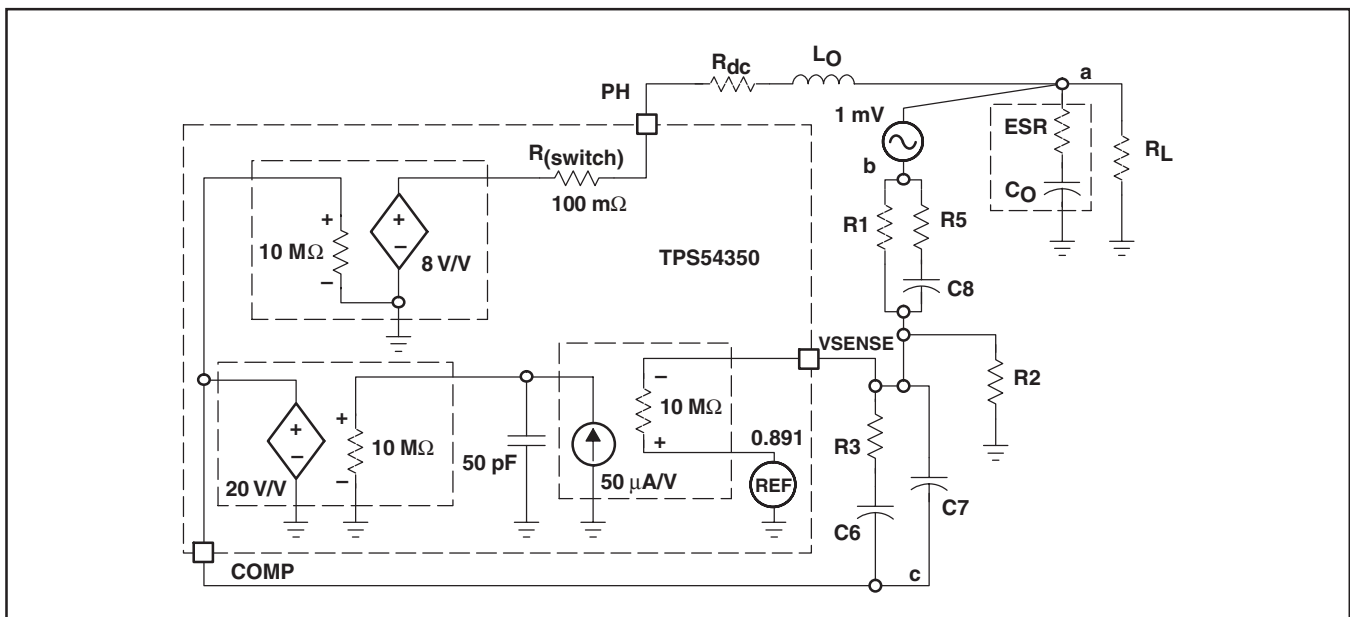 LO
Rdc
a
PH
1 mV
ESR
RL
R(switch)
b
100 mΩ
CO
+
+
R1
R5
10 MΩ
−
8 V/V
TPS54350
−
C8
VSENSE
−
R2
+
+
10 MΩ
10 MΩ
0.891
R3
−
50 pF
+
−
20 V/V
50 µA/V
REF
C7
C6
COMP
c